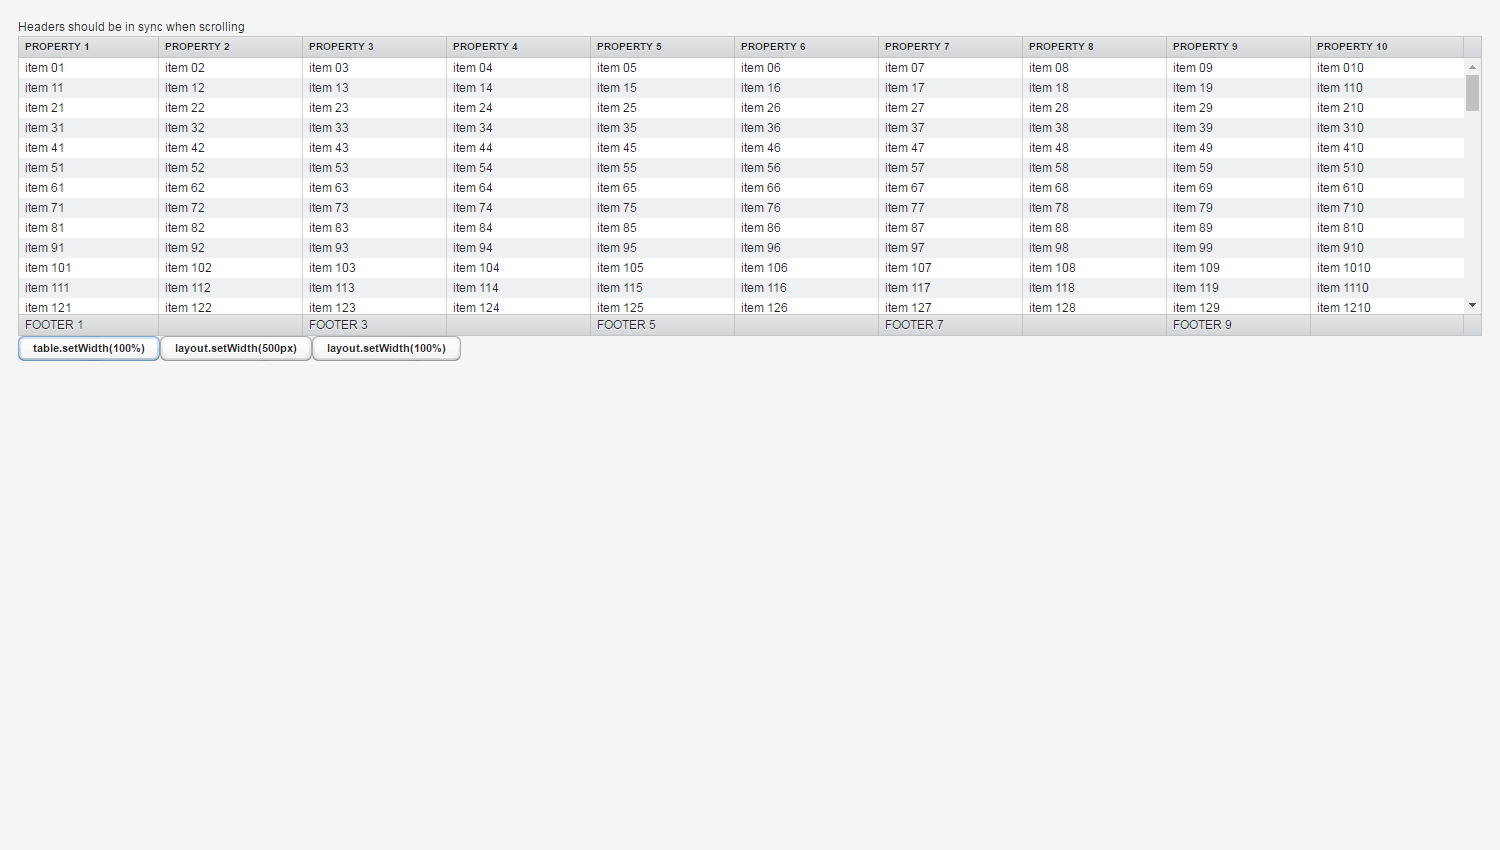 Headers should be in sync when scrolling
PROPERTY 1 PROPERTY 2 PROPERTY 3 PROPERTY 4 PROPERTY 5 PROPERTY 6 PROPERTY 7 PROPERTY 8 PROPERTY 9 PROPERTY 10
item 01 item 02 item 03 item 04 item 05 item 06 item 07 item 08 item 09 item 010
item 11 item 12 item 13 item 14 item 15 item 16 item 17 item 18 item 19 item 110
item 21 item 22 item 23 item 24 item 25 item 26 item 27 item 28 item 29 item 210
item 31 item 32 item 33 item 34 item 35 item 36 item 37 item 38 item 39 item 310
item 41 item 42 item 43 item 44 item 45 item 46 item 47 item 48 item 49 item 410
item 51 item 52 item 53 item 54 item 55 item 56 item 57 item 58 item 59 item 510
item 61 item 62 item 63 item 64 item 65 item 66 item 67 item 68 item 69 item 610
item 71 item 72 item 73 item 74 item 75 item 76 item 77 item 78 item 79 item 710
item 81 item 82 item 83 item 84 item 85 item 86 item 87 item 88 item 89 item 810
item 91 item 92 item 93 item 94 item 95 item 96 item 97 item 98 item 99 item 910
item 101 item 102 item 103 item 104 item 105 item 106 item 107 item 108 item 109 item 1010
item 111 item 112 item 113 item 114 item 115 item 116 item 117 item 118 item 119 item 1110
item 121 item 122 item 123 item 124 item 125 item 126 item 127 item 128 item 129 item 1210
FOOTER 1 FOOTER 3 FOOTER 5 FOOTER 7 FOOTER 9
table.setWidth(100%) layout.setWidth(500px) layout.setWidth(100%)